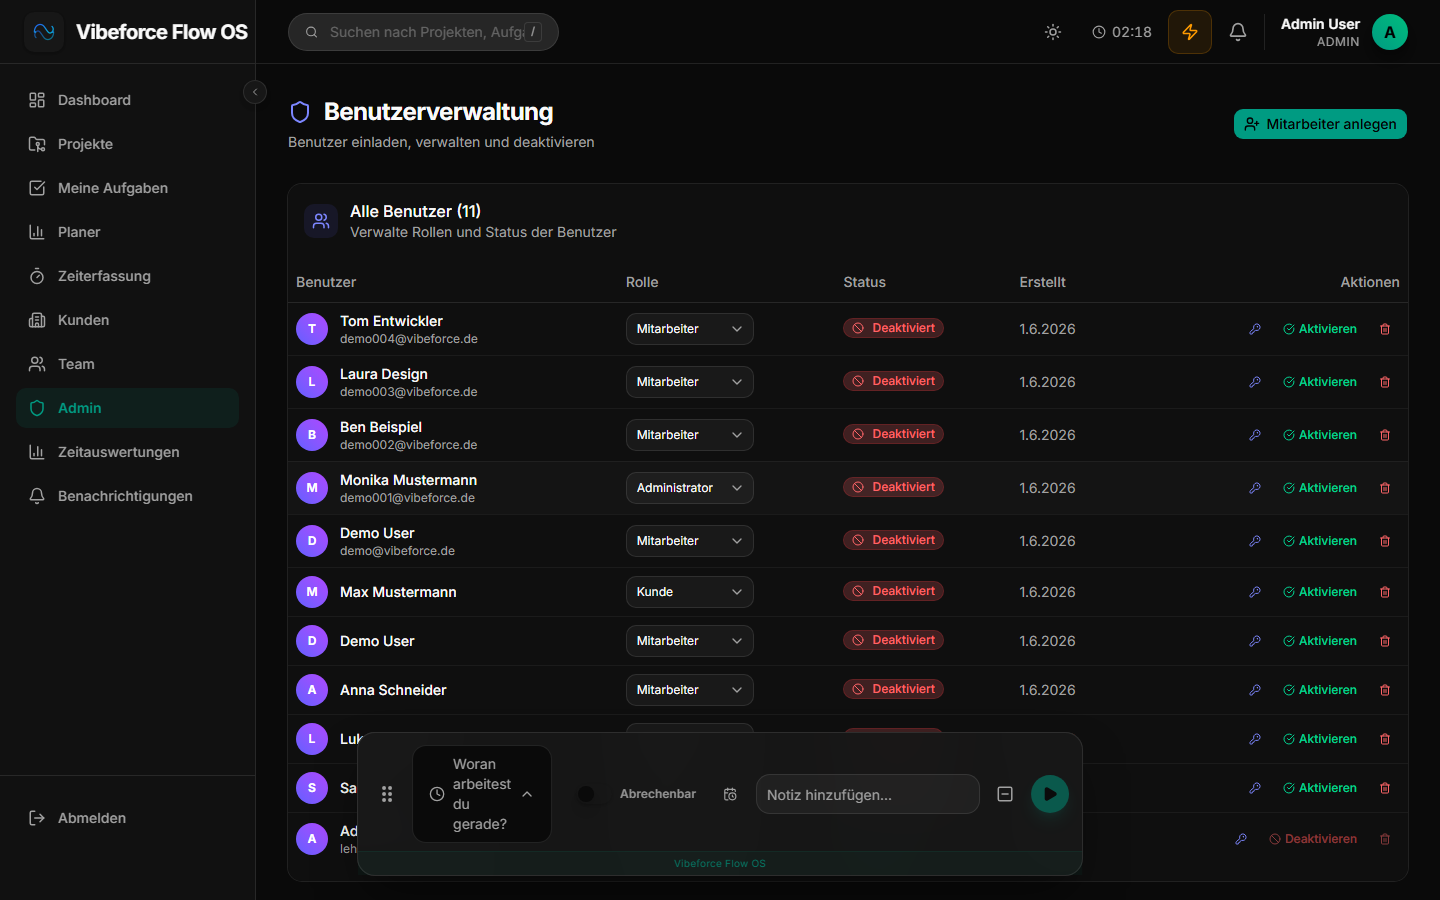 Vibeforce Flow OS
Suchen nach Projekten, Aufga /
02:18
Admin User
ADMIN
A
Dashboard
Projekte
Meine Aufgaben
Planer
Zeiterfassung
Kunden
Team
Admin
Zeitauswertungen
Benachrichtigungen
Abmelden
Benutzerverwaltung
Benutzer einladen, verwalten und deaktivieren
Mitarbeiter anlegen
Alle Benutzer (11)
Verwalte Rollen und Status der Benutzer
Benutzer Rolle Status Erstellt Aktionen
T Tom Entwickler Mitarbeiter Deaktiviert 1.6.2026 Aktivieren
demo004@vibeforce.de
L Laura Design Mitarbeiter Deaktiviert 1.6.2026 Aktivieren
demo003@vibeforce.de
B Ben Beispiel Mitarbeiter Deaktiviert 1.6.2026 Aktivieren
demo002@vibeforce.de
M Monika Mustermann Administrator Deaktiviert 1.6.2026 Aktivieren
demo001@vibeforce.de
D Demo User Mitarbeiter Deaktiviert 1.6.2026 Aktivieren
demo@vibeforce.de
M Max Mustermann Kunde Deaktiviert 1.6.2026 Aktivieren
D Demo User Mitarbeiter Deaktiviert 1.6.2026 Aktivieren
A Anna Schneider Mitarbeiter Deaktiviert 1.6.2026 Aktivieren
L Luk Aktivieren
S Sa Aktivieren
A Ad Deaktivieren
leh
Woran
arbeitest
du
gerade?
Abrechenbar
Notiz hinzufügen...
Vibeforce Flow OS